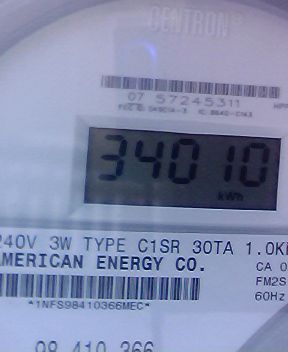 CENTRON®
07 57245311
34010
kWh
240V 3W TYPE C1SR 30TA 1.0K
AMERICAN ENERGY CO.
CA 0
FM2S
60Hz
*1NFS98410366MEC*
98 410 366